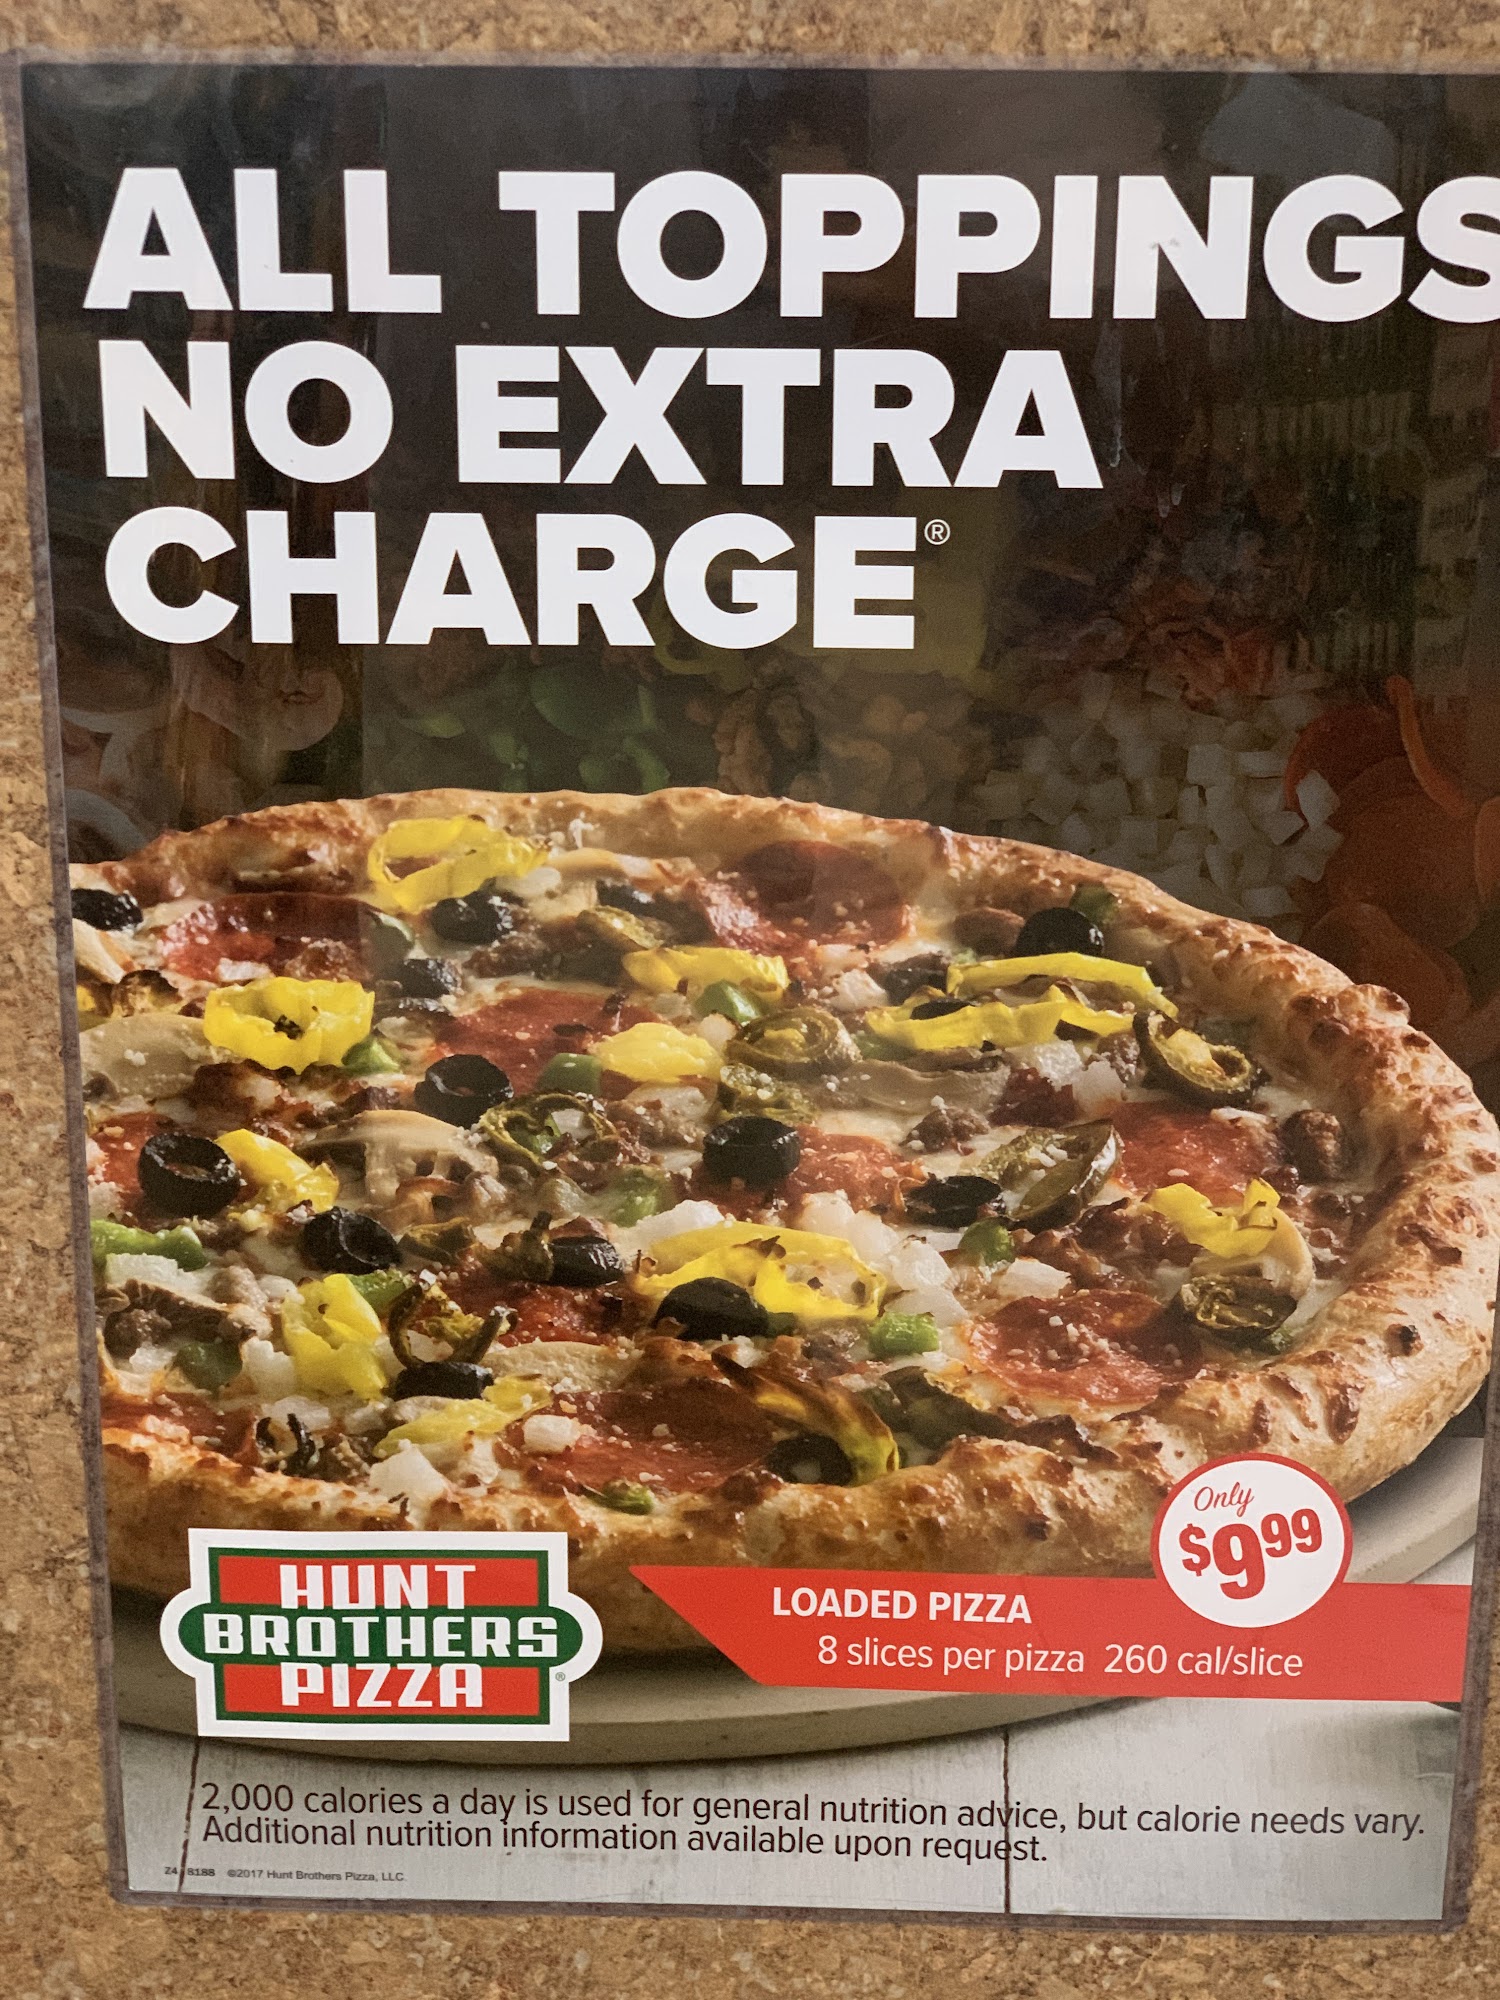 ALL TOPPINGS
NO EXTRA
CHARGE®
Only
$9.99
HUNT
BROTHERS
PIZZA®
LOADED PIZZA
8 slices per pizza 260 cal/slice
2,000 calories a day is used for general nutrition advice, but calorie needs vary.
Additional nutrition information available upon request.
©2017 Hunt Brothers Pizza, LLC.